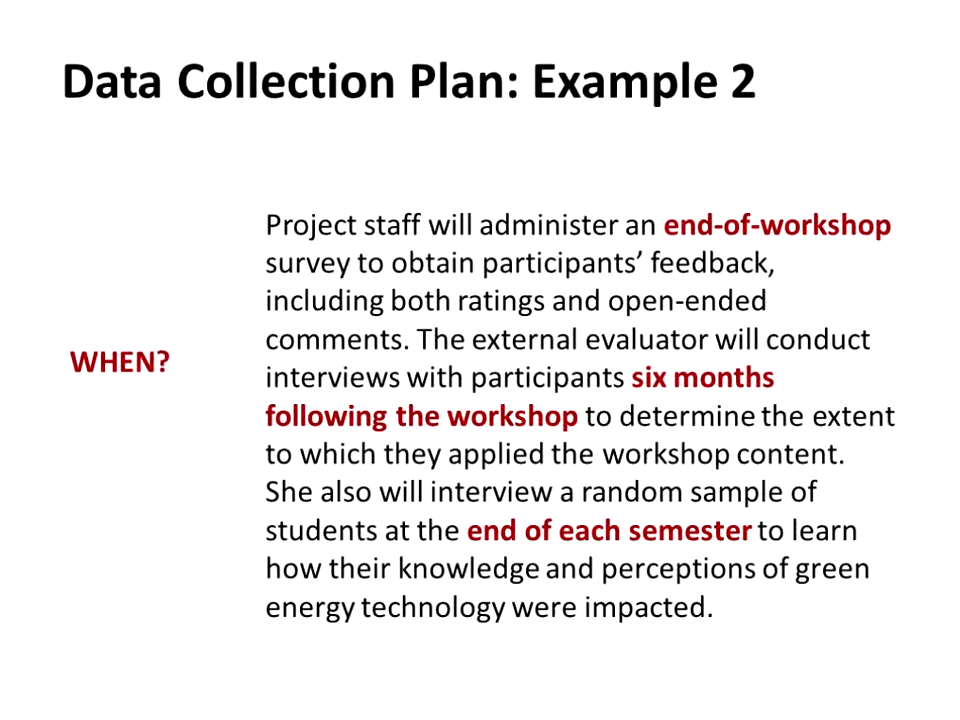 Data Collection Plan: Example 2
WHEN?
Project staff will administer an end-of-workshop
survey to obtain participants’ feedback,
including both ratings and open-ended
comments. The external evaluator will conduct
interviews with participants six months
following the workshop to determine the extent
to which they applied the workshop content.
She also will interview a random sample of
students at the end of each semester to learn
how their knowledge and perceptions of green
energy technology were impacted.